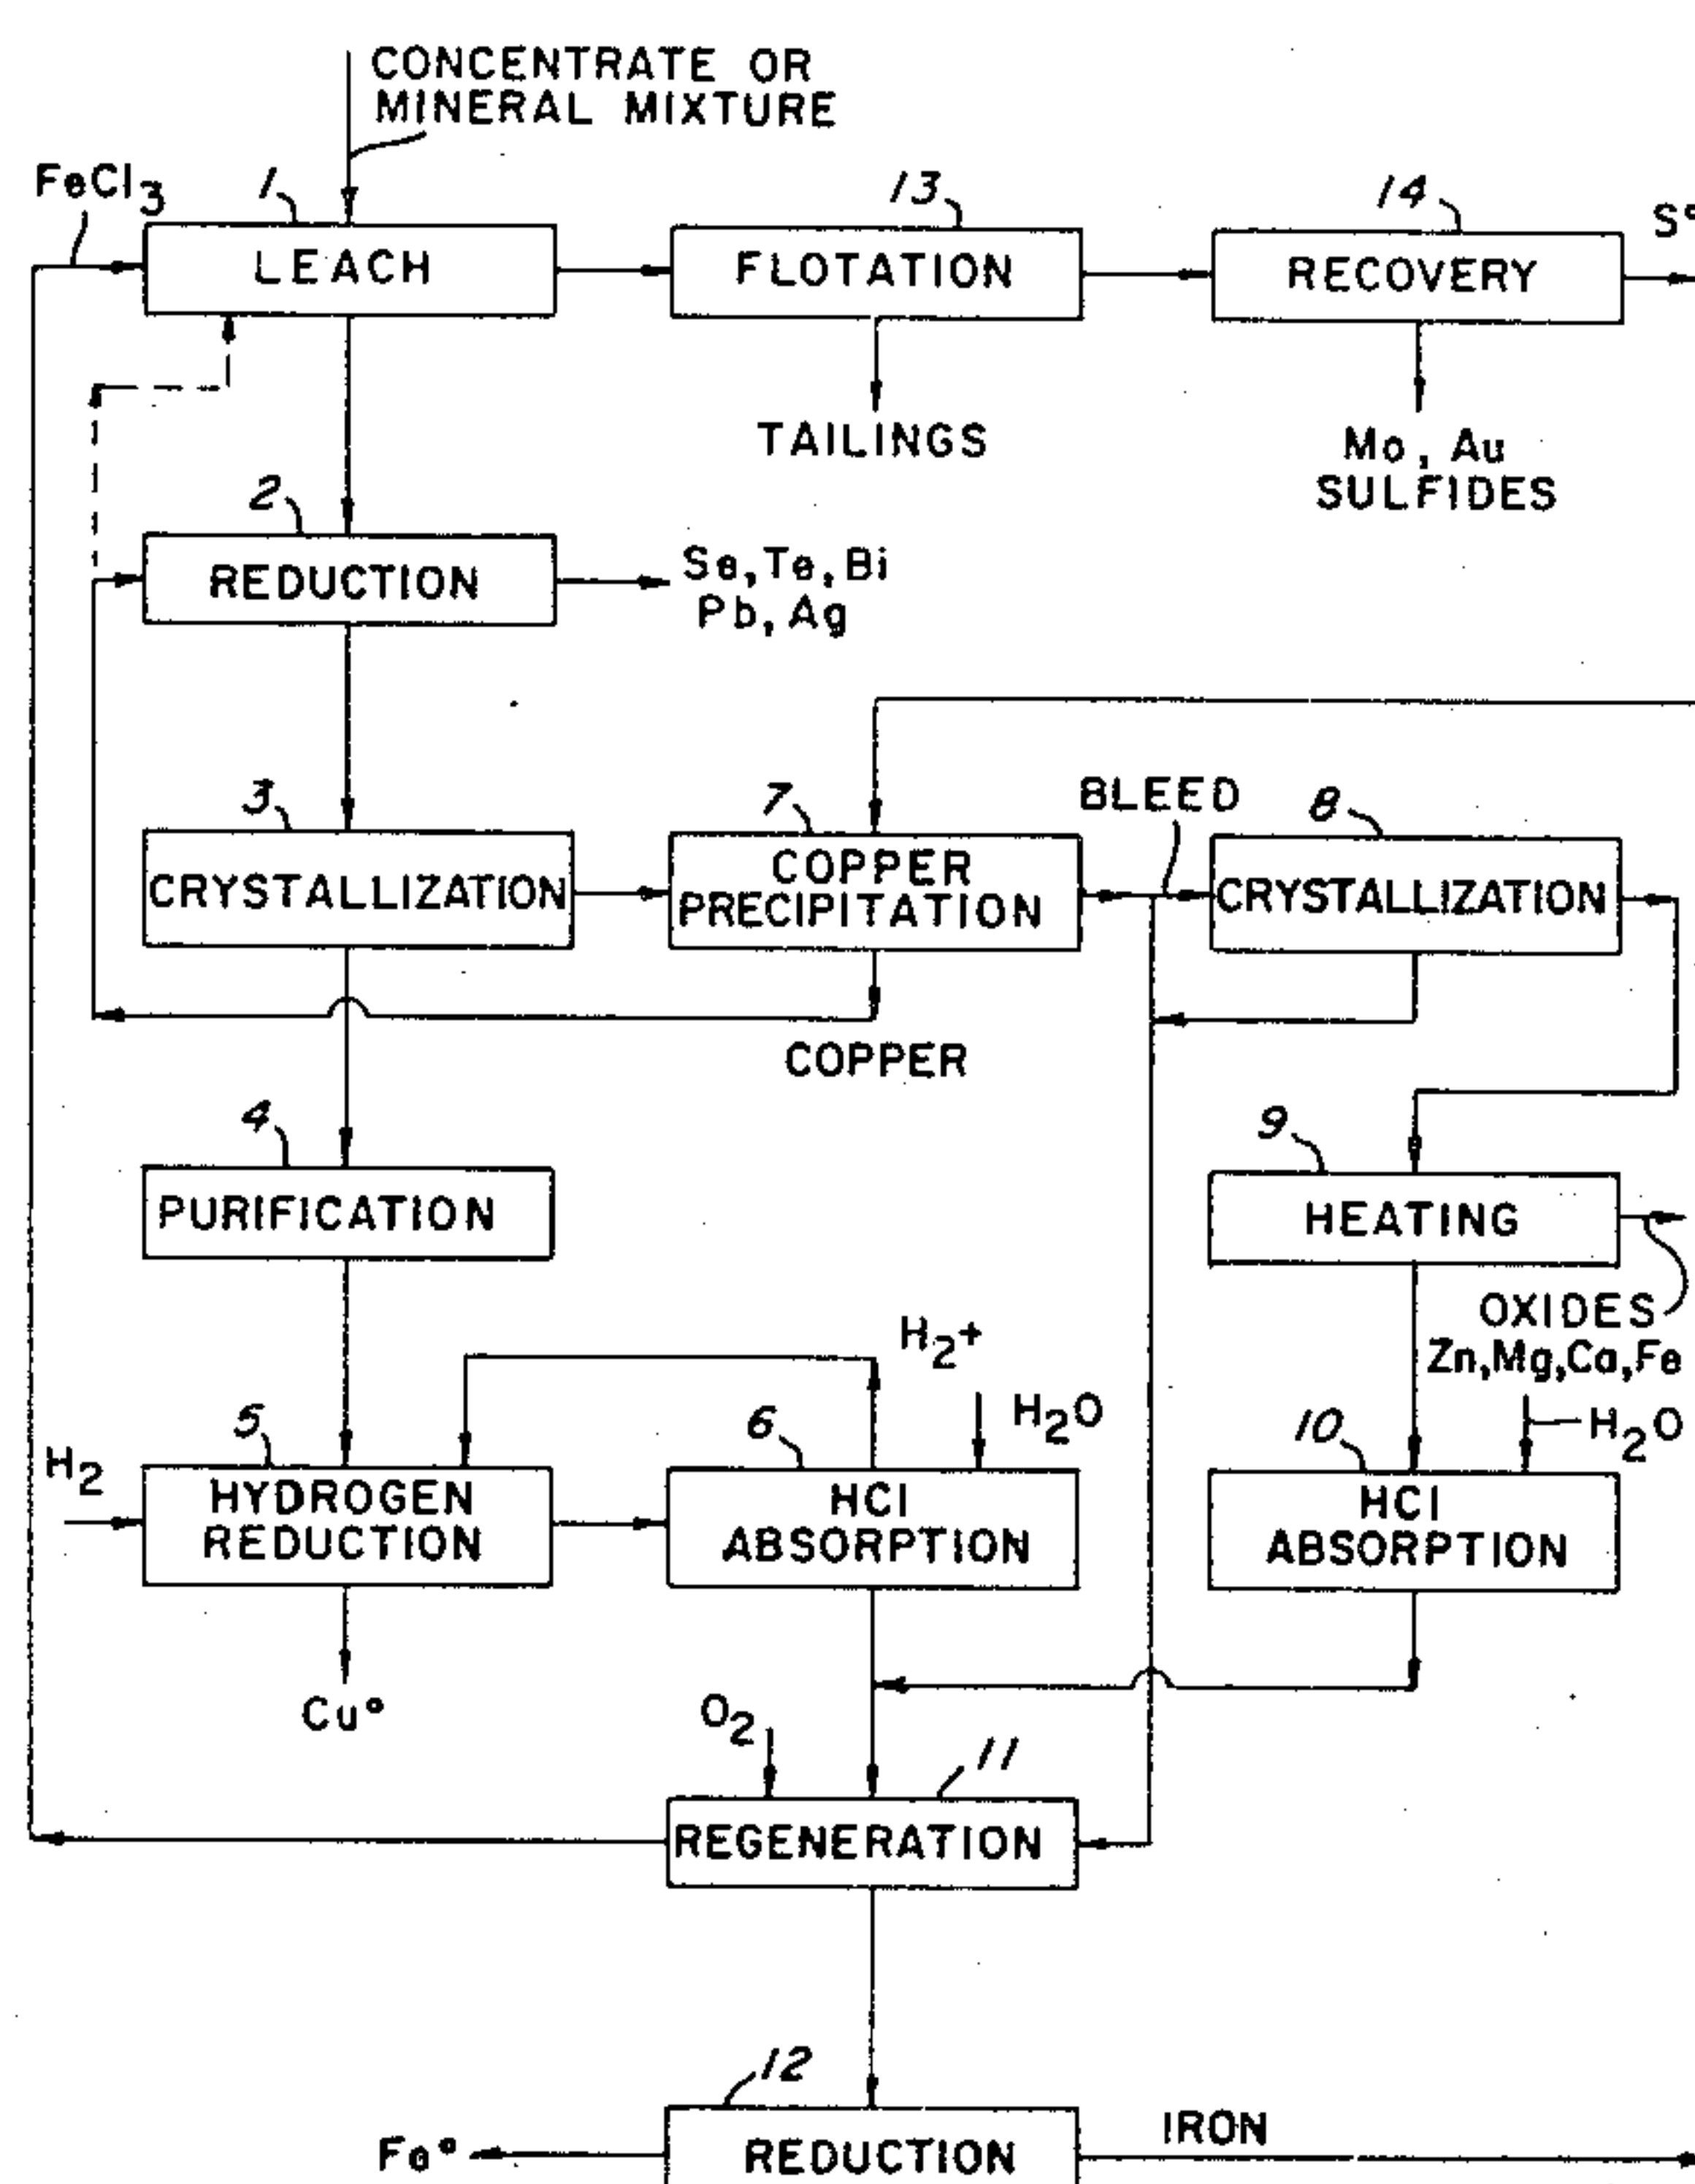 CONCENTRATE OR
MINERAL MIXTURE
FeCl3
1
LEACH
13
FLOTATION
14
RECOVERY
S°
TAILINGS
Mo, Au
SULFIDES
2
REDUCTION
Se, Te, Bi
Pb, Ag
3
CRYSTALLIZATION
7
COPPER
PRECIPITATION
BLEED
8
CRYSTALLIZATION
COPPER
4
PURIFICATION
9
HEATING
OXIDES
Zn, Mg, Ca, Fe
H2+
H2O
H2O
H2
5
HYDROGEN
REDUCTION
6
HCl
ABSORPTION
10
HCl
ABSORPTION
Cu°
O2
11
REGENERATION
12
REDUCTION
Fe°
IRON